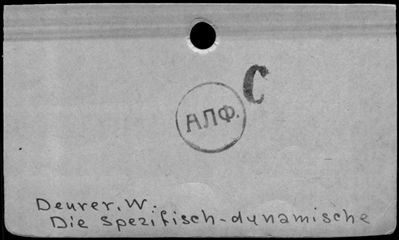 C
АЛФ.
Deurer, W.
Die spezifisch-dynamische